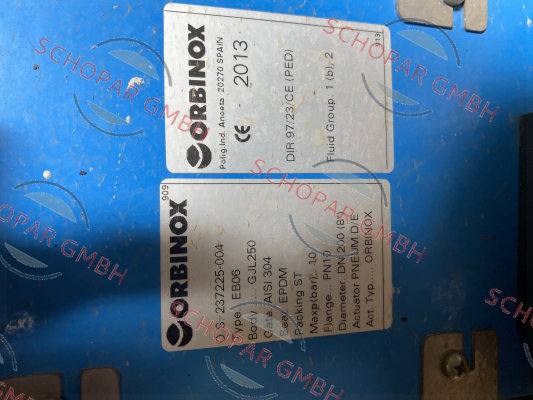 ORBINOX
Polig.Ind. Anoeta 20270 SPAIN
CE - 2013
DIR 97/23/CE (PED)
Fluid Group. 1 (b), 2
ORBINOX
O.S. 237225-004
Type. EB06
Body GJL250
Gate. AISI 304
Seal EPDM
Packing ST
Maxp(bar). 10
Flange... PN10
Diameter. DN 200 (8")
Actuator PNEUM.D/E
Act. Typ.... ORBINOX
909
SCHOPAR GMBH
SCHOPAR GMBH
SCHOPAR GMBH
SCHOPAR GMBH
SCHOPAR GMBH
SCHOPAR GMBH